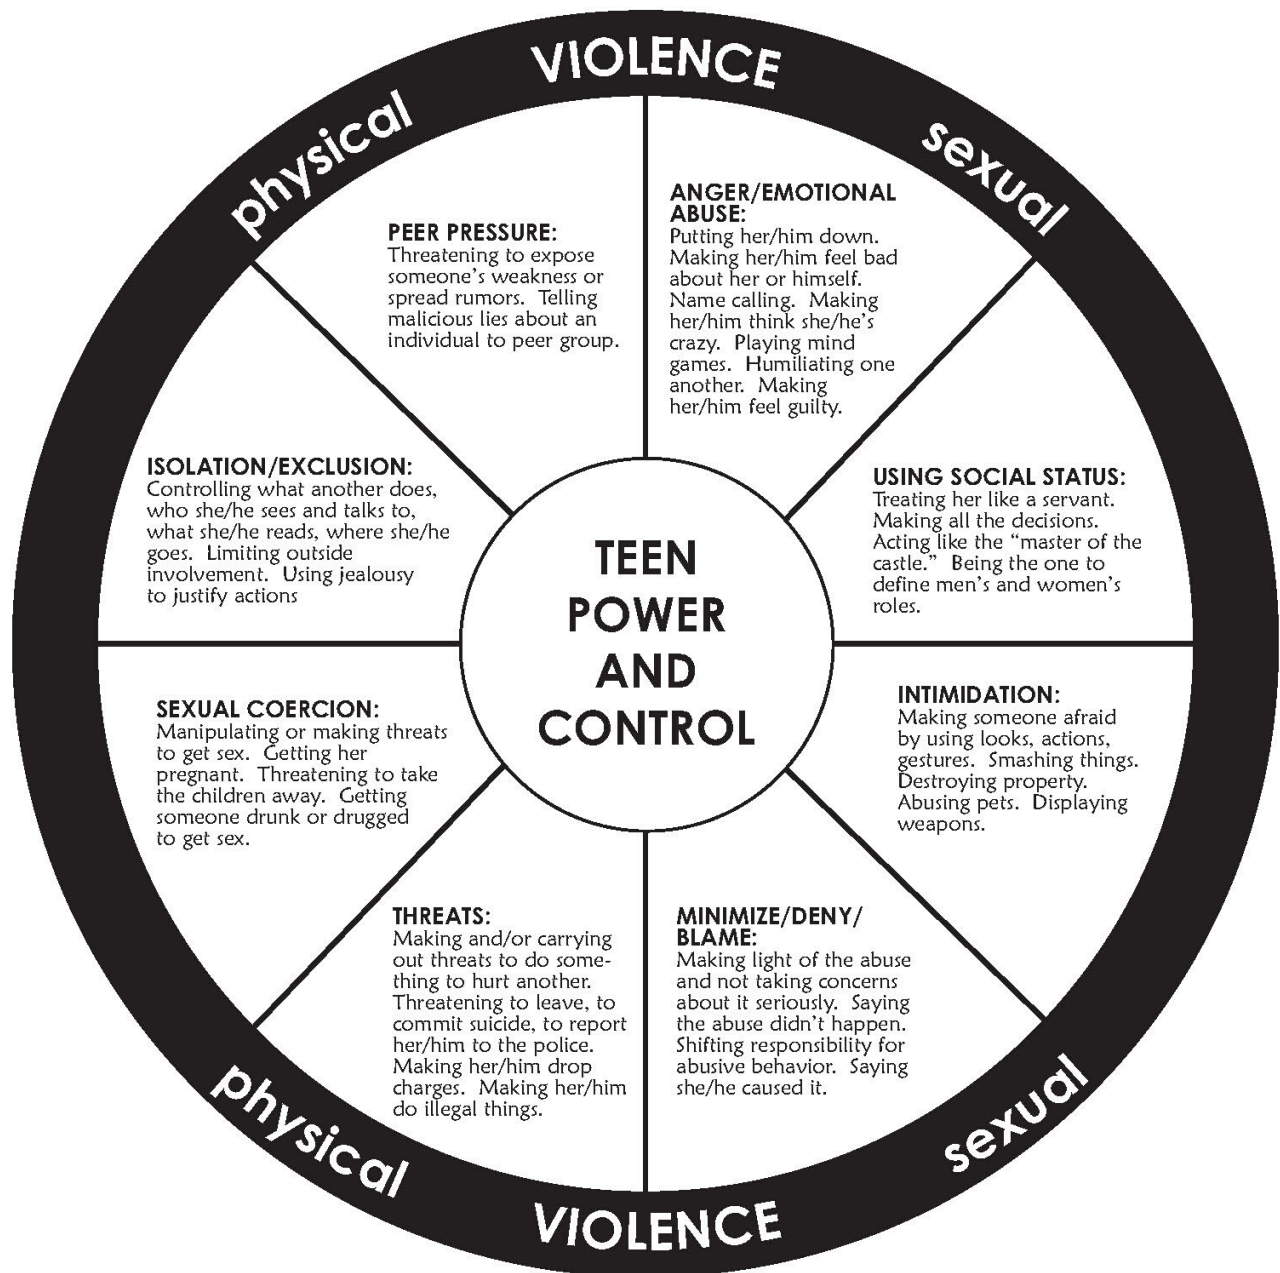 VIOLENCE
physical
sexual
PEER PRESSURE:
Threatening to expose
someone's weakness or
spread rumors. Telling
malicious lies about an
individual to peer group.
ANGER/EMOTIONAL
ABUSE:
Putting her/him down.
Making her/him feel bad
about her or himself.
Name calling. Making
her/him think she/he's
crazy. Playing mind
games. Humiliating one
another. Making
her/him feel guilty.
ISOLATION/EXCLUSION:
Controlling what another does,
who she/he sees and talks to,
what she/he reads, where she/he
goes. Limiting outside
involvement. Using jealousy
to justify actions
USING SOCIAL STATUS:
Treating her like a servant.
Making all the decisions.
Acting like the "master of the
castle." Being the one to
define men's and women's
roles.
TEEN
POWER
AND
CONTROL
SEXUAL COERCION:
Manipulating or making threats
to get sex. Getting her
pregnant. Threatening to take
the children away. Getting
someone drunk or drugged
to get sex.
INTIMIDATION:
Making someone afraid
by using looks, actions,
gestures. Smashing things.
Destroying property.
Abusing pets. Displaying
weapons.
THREATS:
Making and/or carrying
out threats to do some-
thing to hurt another.
Threatening to leave, to
commit suicide, to report
her/him to the police.
Making her/him drop
charges. Making her/him
do illegal things.
MINIMIZE/DENY/
BLAME:
Making light of the abuse
and not taking concerns
about it seriously. Saying
the abuse didn't happen.
Shifting responsibility for
abusive behavior. Saying
she/he caused it.
physical
sexual
VIOLENCE